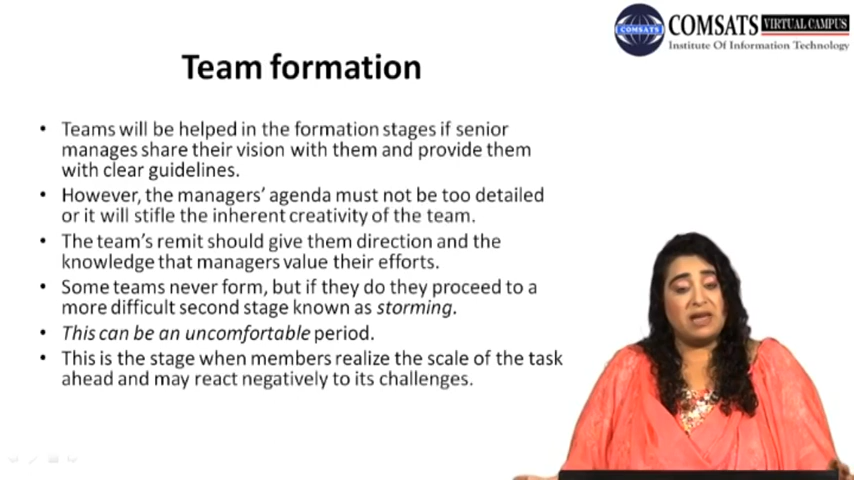 COMSATS
COMSATS VIRTUAL CAMPUS
Institute Of Information Technology
Team formation
• Teams will be helped in the formation stages if senior
manages share their vision with them and provide them
with clear guidelines.
• However, the managers' agenda must not be too detailed
or it will stifle the inherent creativity of the team.
• The team's remit should give them direction and the
knowledge that managers value their efforts.
• Some teams never form, but if they do they proceed to a
more difficult second stage known as storming.
• This can be an uncomfortable period.
• This is the stage when members realize the scale of the task
ahead and may react negatively to its challenges.